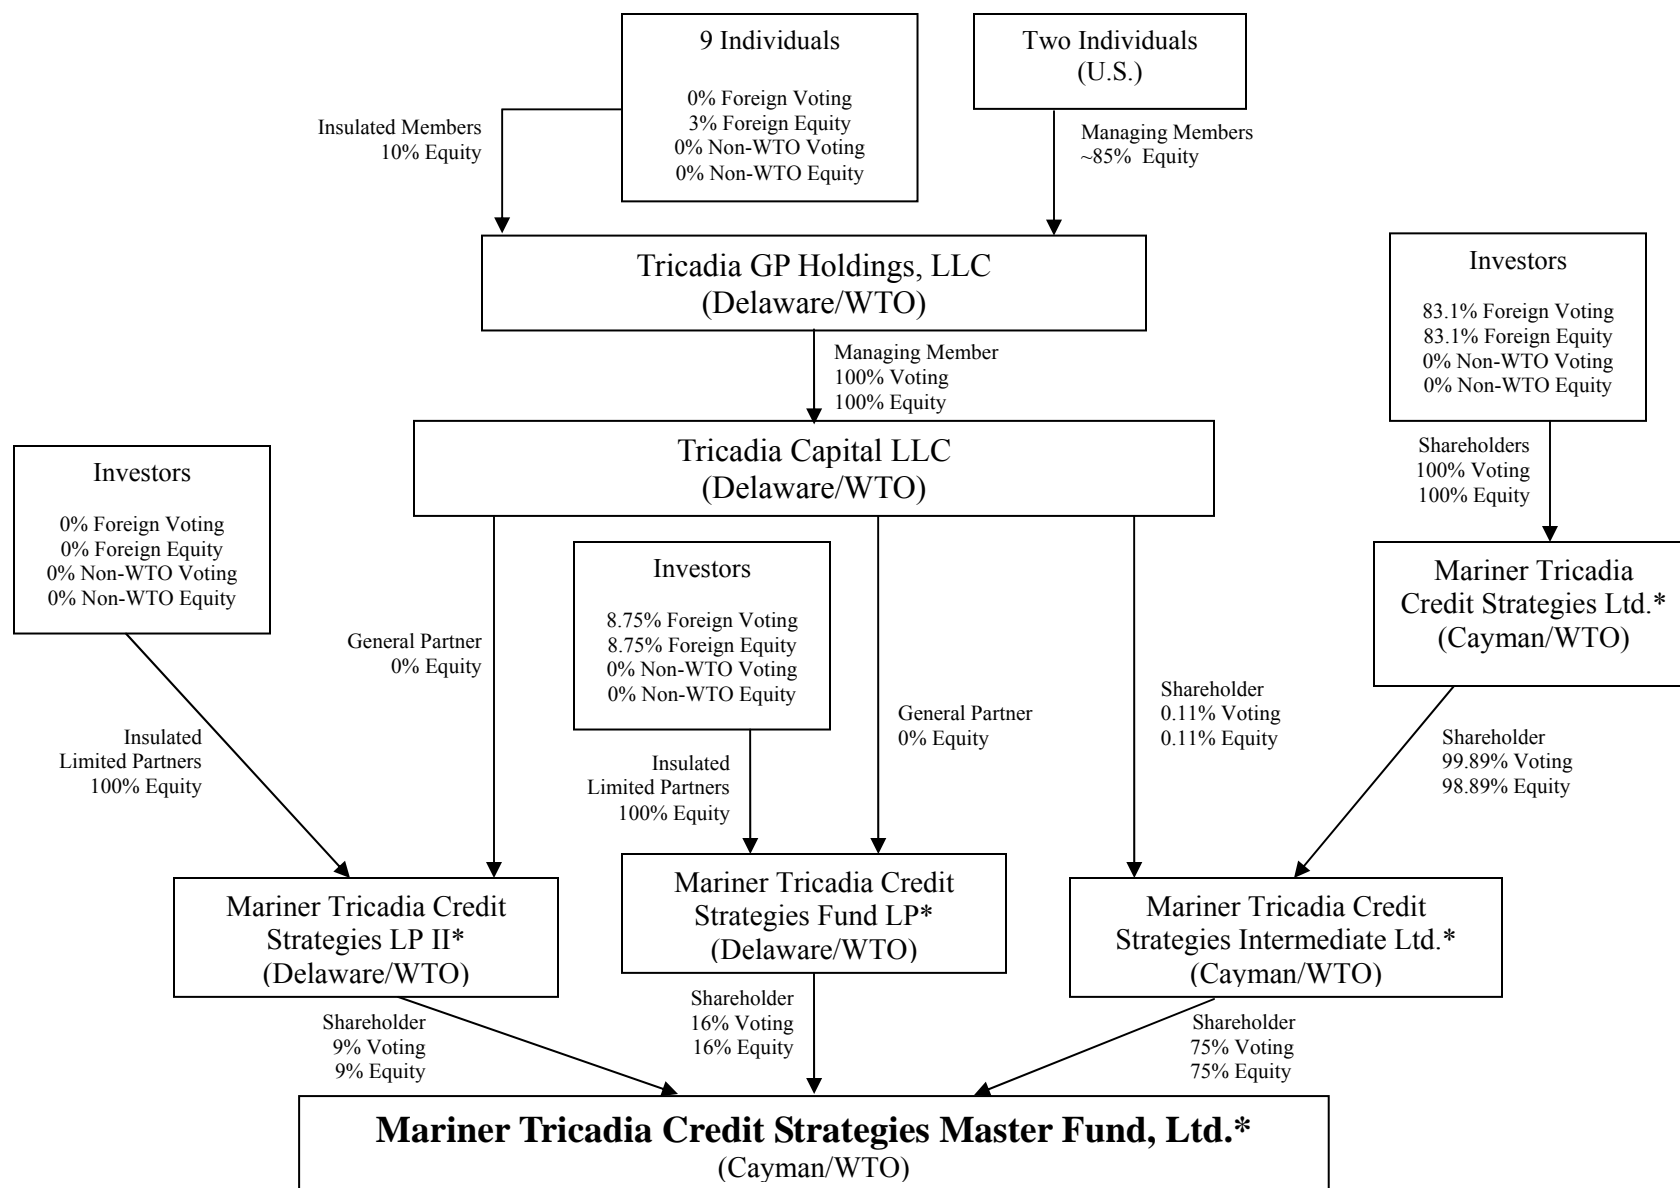 9 Individuals
0% Foreign Voting
3% Foreign Equity
0% Non-WTO Voting
0% Non-WTO Equity
Two Individuals
(U.S.)
Insulated Members
10% Equity
Managing Members
~85%  Equity
Tricadia GP Holdings, LLC
(Delaware/WTO)
Investors
83.1% Foreign Voting
83.1% Foreign Equity
0% Non-WTO Voting
0% Non-WTO Equity
Managing Member
100% Voting
100% Equity
Tricadia Capital LLC
(Delaware/WTO)
Shareholders
100% Voting
100% Equity
Investors
0% Foreign Voting
0% Foreign Equity
0% Non-WTO Voting
0% Non-WTO Equity
Investors
8.75% Foreign Voting
8.75% Foreign Equity
0% Non-WTO Voting
0% Non-WTO Equity
Mariner Tricadia
Credit Strategies Ltd.*
(Cayman/WTO)
General Partner
0% Equity
General Partner
0% Equity
Shareholder
0.11% Voting
0.11% Equity
Insulated
Limited Partners
100% Equity
Insulated
Limited Partners
100% Equity
Shareholder
99.89% Voting
98.89% Equity
Mariner Tricadia Credit
Strategies LP II*
(Delaware/WTO)
Mariner Tricadia Credit
Strategies Fund LP*
(Delaware/WTO)
Mariner Tricadia Credit
Strategies Intermediate Ltd.*
(Cayman/WTO)
Shareholder
9% Voting
9% Equity
Shareholder
16% Voting
16% Equity
Shareholder
75% Voting
75% Equity
Mariner Tricadia Credit Strategies Master Fund, Ltd.*
(Cayman/WTO)